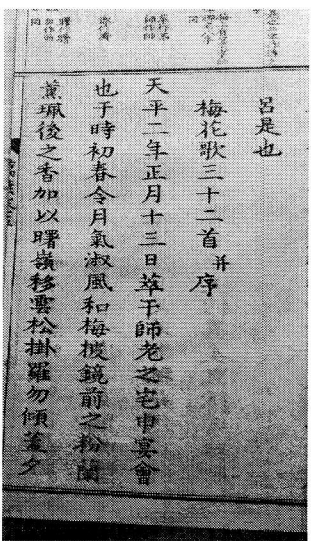 呂是也
梅花歌三十二首并序
天平二年正月十三日萃于師老之宅申宴會
也于時初春令月氣淑風和梅披鏡前之粉蘭
薫珮後之香加以曙嶺移雲松掛羅勿傾蓋夕